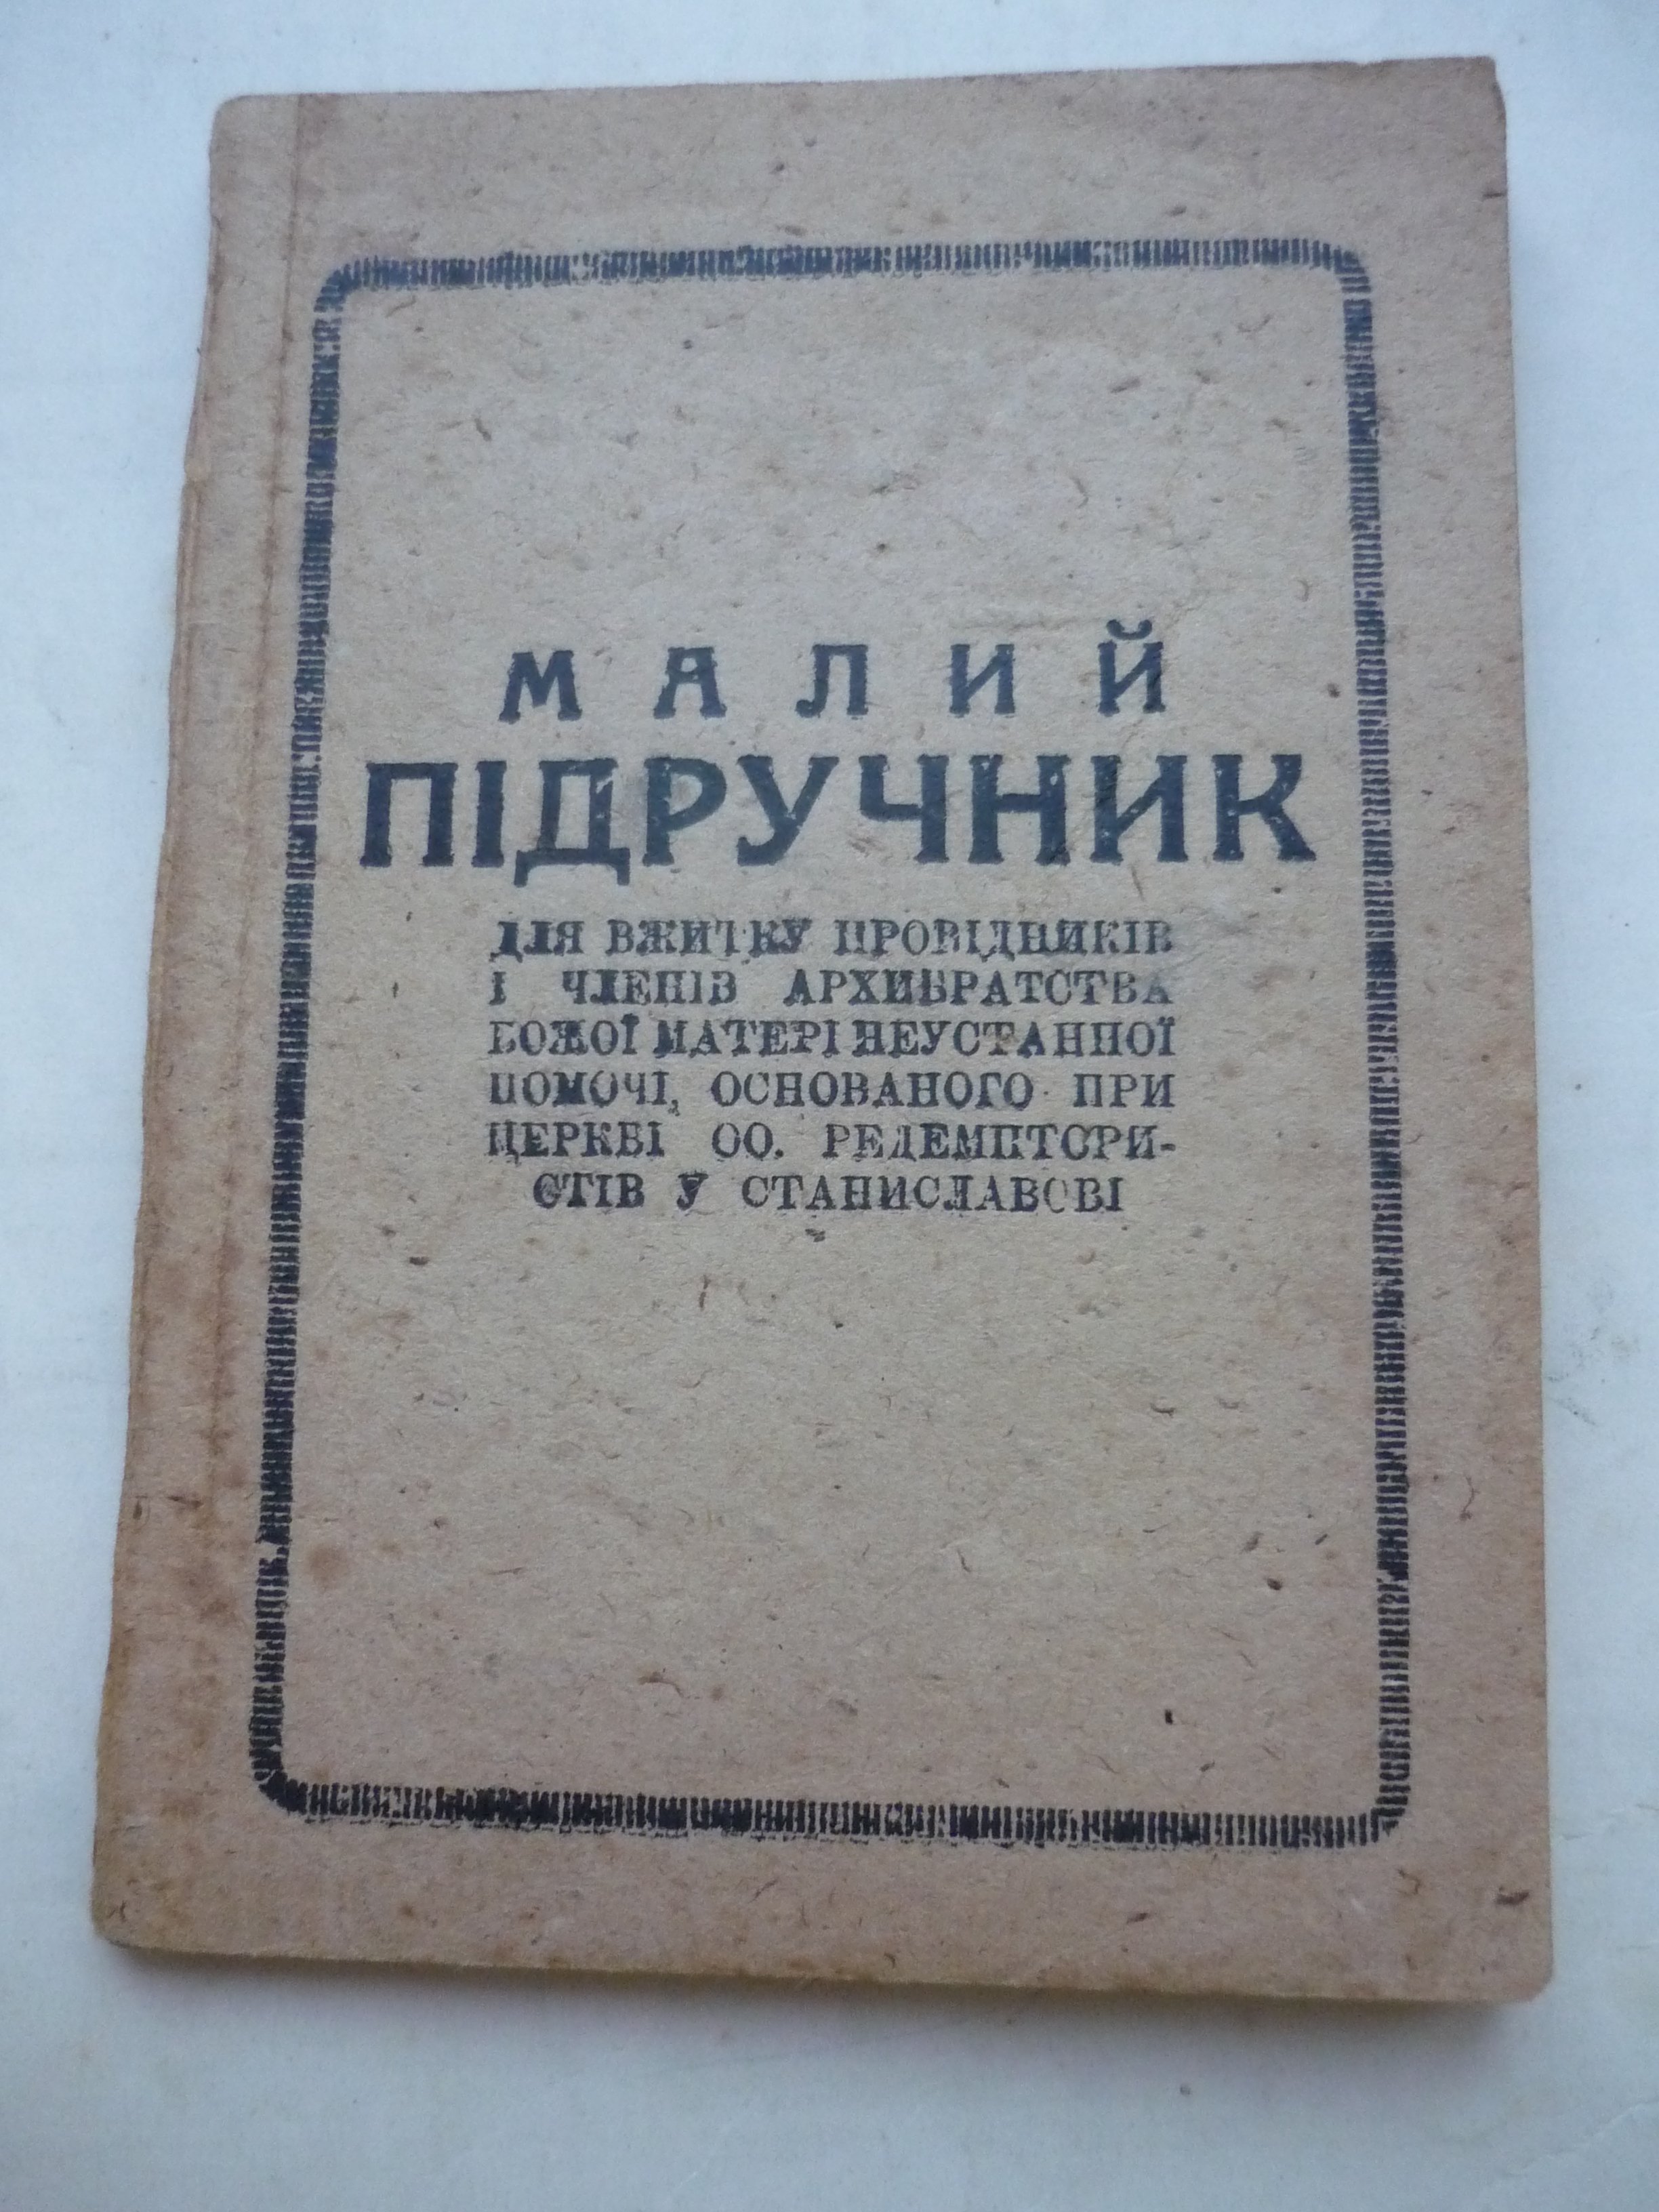 МАЛИЙ
ПІДРУЧНИК
ДЛЯ ВЖИТКУ ПРОВІДНИКІВ
І ЧЛЕНІВ АРХИБРАТСТВА
БОЖОЇ МАТЕРІ НЕУСТАННОЇ
ПОМОЧІ, ОСНОВАНОГО ПРИ
ЦЕРКВІ ОО. РЕДЕМПТОРИ-
СТІВ У СТАНИСЛАВОВІ